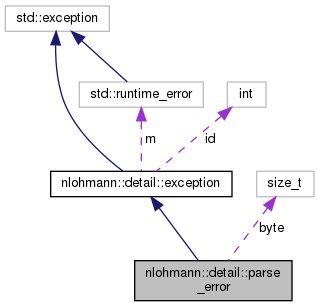 std::exception
std::runtime_error
int
m
id
nlohmann::detail::exception
size_t
byte
nlohmann::detail::parse
_error